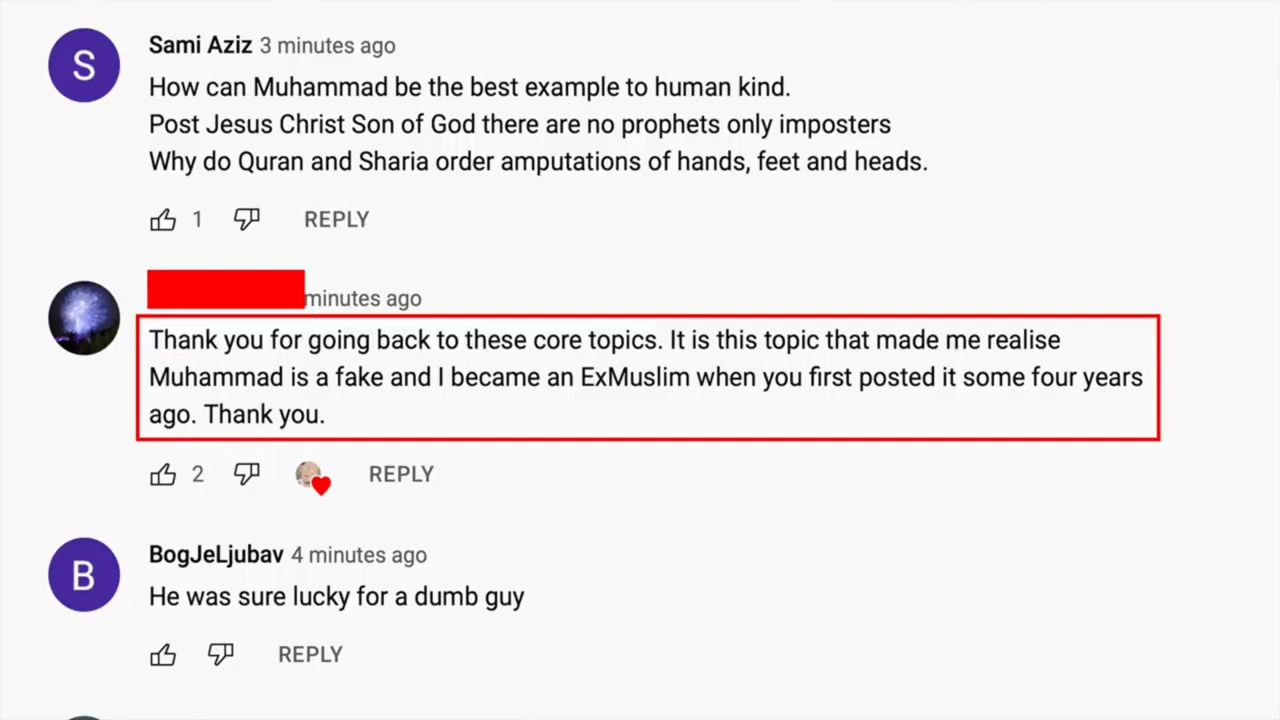 S
Sami Aziz 3 minutes ago
How can Muhammad be the best example to human kind.
Post Jesus Christ Son of God there are no prophets only imposters
Why do Quran and Sharia order amputations of hands, feet and heads.
1 REPLY
minutes ago
Thank you for going back to these core topics. It is this topic that made me realise
Muhammad is a fake and I became an ExMuslim when you first posted it some four years
ago. Thank you.
2 REPLY
B
BogJeLjubav 4 minutes ago
He was sure lucky for a dumb guy
REPLY